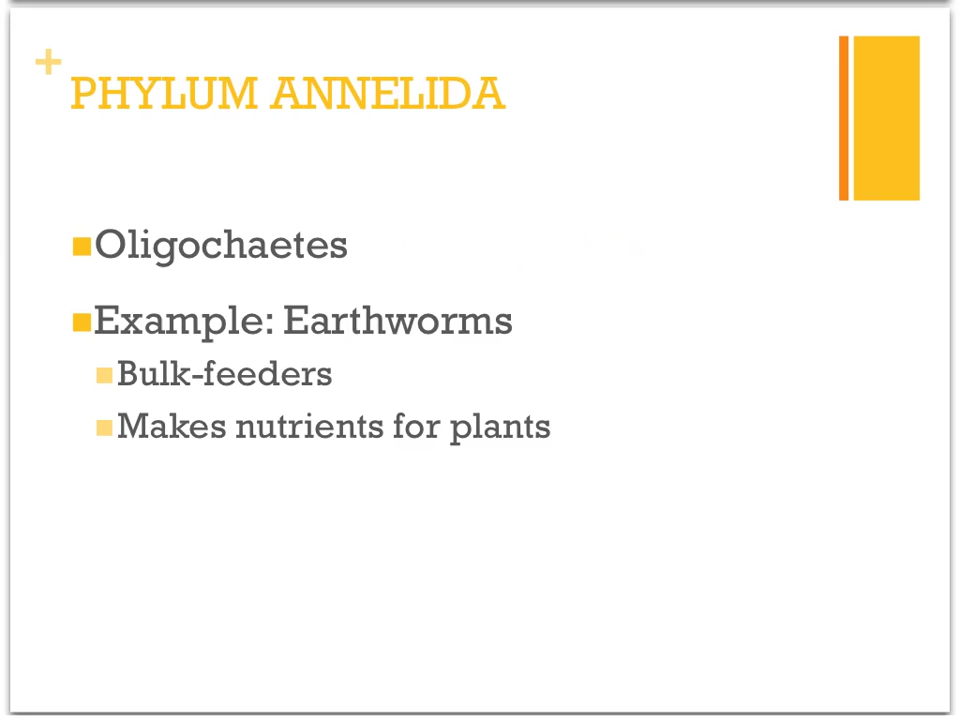 +
PHYLUM ANNELIDA
Oligochaetes
Example: Earthworms
Bulk-feeders
Makes nutrients for plants